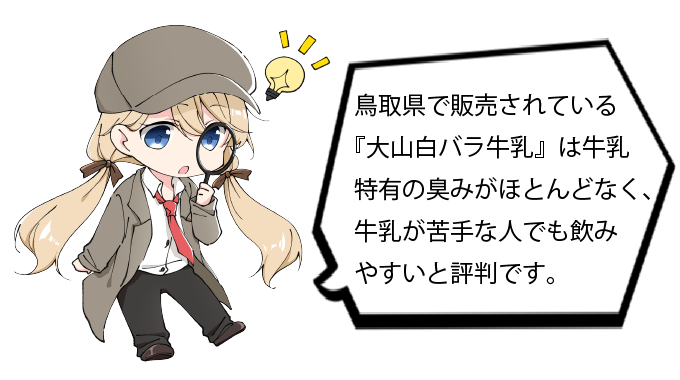 鳥取県で販売されている
『大山白バラ牛乳』は牛乳
特有の臭みがほとんどなく、
牛乳が苦手な人でも飲み
やすいと評判です。